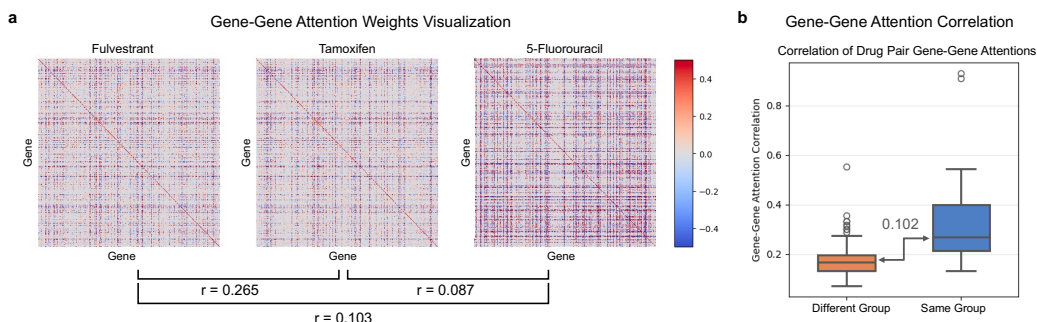 a
Gene-Gene Attention Weights Visualization
Fulvestrant
Tamoxifen
5-Fluorouracil
Gene
Gene
Gene
0.4
0.2
0.0
−0.2
−0.4
Gene
Gene
Gene
r = 0.265
r = 0.087
r = 0.103
b
Gene-Gene Attention Correlation
Correlation of Drug Pair Gene-Gene Attentions
Gene-Gene Attention Correlation
0.8
0.6
0.4
0.2
0.102
Different Group
Same Group